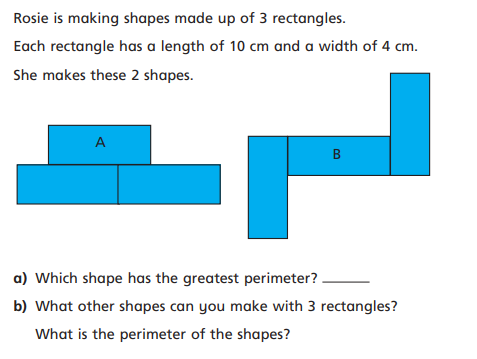 Rosie is making shapes made up of 3 rectangles.
Each rectangle has a length of 10 cm and a width of 4 cm.
She makes these 2 shapes.
A
B
a) Which shape has the greatest perimeter? ______
b) What other shapes can you make with 3 rectangles?
What is the perimeter of the shapes?